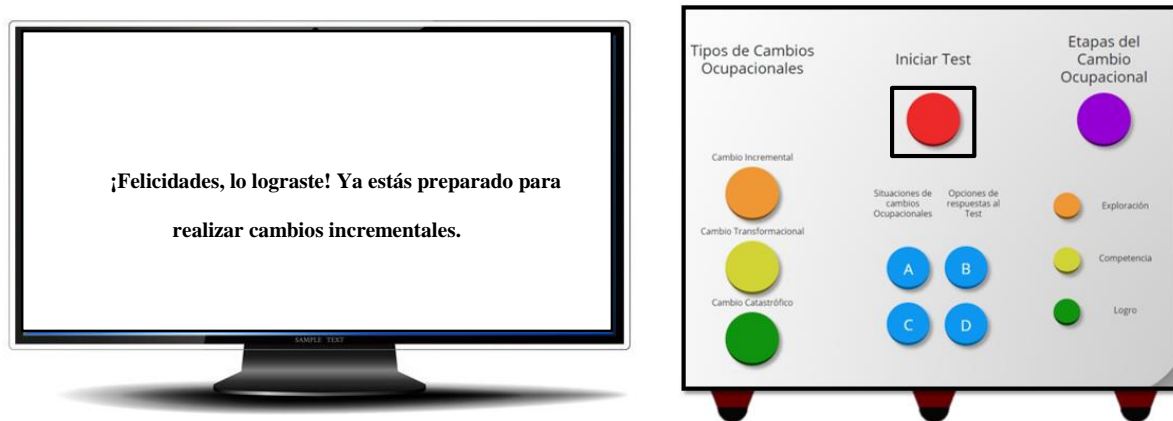 ¡Felicidades, lo lograste! Ya estás preparado para
realizar cambios incrementales.
SAMPLE TEXT
Tipos de Cambios
Ocupacionales
Cambio Incremental
Cambio Transformacional
Cambio Catastrófico
Iniciar Test
Situaciones de
cambios
Ocupacionales
Opciones de
respuestas al
Test
A
B
C
D
Etapas del
Cambio
Ocupacional
Exploración
Competencia
Logro